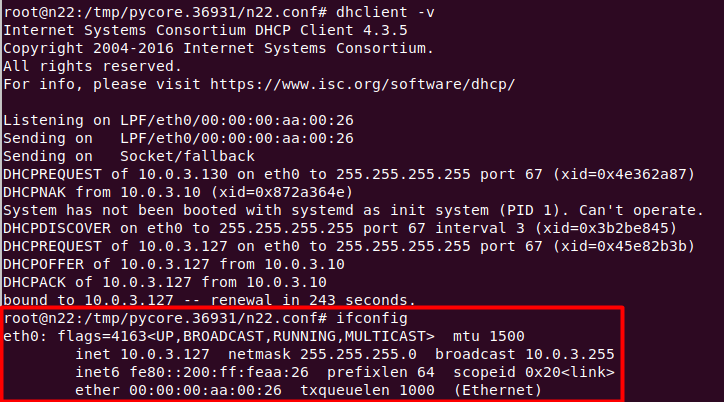 root@n22:/tmp/pycore.36931/n22.conf# dhclient -v
Internet Systems Consortium DHCP Client 4.3.5
Copyright 2004-2016 Internet Systems Consortium.
All rights reserved.
For info, please visit https://www.isc.org/software/dhcp/

Listening on LPF/eth0/00:00:00:aa:00:26
Sending on   LPF/eth0/00:00:00:aa:00:26
Sending on   Socket/fallback
DHCPREQUEST of 10.0.3.130 on eth0 to 255.255.255.255 port 67 (xid=0x4e362a87)
DHCPNAK from 10.0.3.10 (xid=0x872a364e)
System has not been booted with systemd as init system (PID 1). Can't operate.
DHCPDISCOVER on eth0 to 255.255.255.255 port 67 interval 3 (xid=0x3b2be845)
DHCPREQUEST of 10.0.3.127 on eth0 to 255.255.255.255 port 67 (xid=0x45e82b3b)
DHCPOFFER of 10.0.3.127 from 10.0.3.10
DHCPACK of 10.0.3.127 from 10.0.3.10
bound to 10.0.3.127 -- renewal in 243 seconds.
root@n22:/tmp/pycore.36931/n22.conf# ifconfig
eth0: flags=4163<UP,BROADCAST,RUNNING,MULTICAST>  mtu 1500
        inet 10.0.3.127  netmask 255.255.255.0  broadcast 10.0.3.255
        inet6 fe80::200:ff:feaa:26  prefixlen 64  scopeid 0x20<link>
        ether 00:00:00:aa:00:26  txqueuelen 1000  (Ethernet)